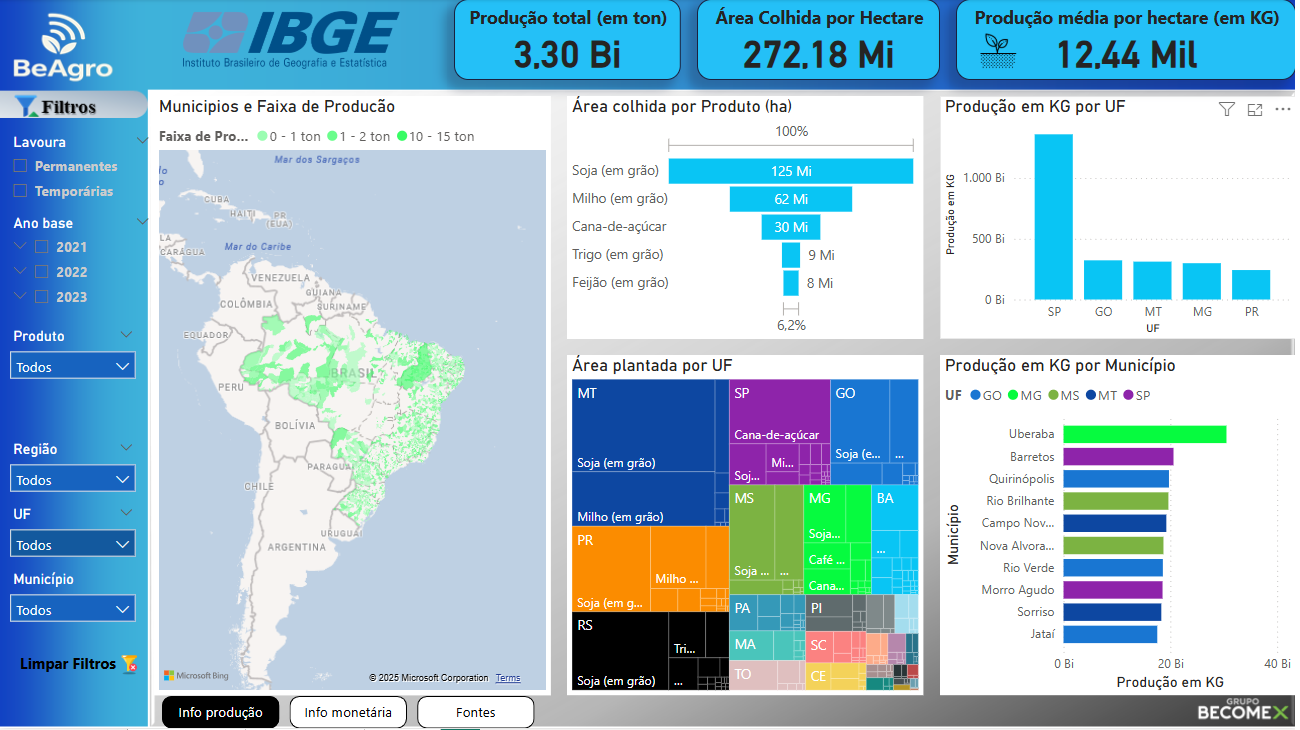 BeAgro
IBGE
Instituto Brasileiro de Geografia e Estatística
Produção total (em ton)
3,30 Bi
Área Colhida por Hectare
272,18 Mi
Produção média por hectare (em KG)
12,44 Mil
Filtros
Lavoura
Permanentes
Temporárias
Ano base
2021
2022
2023
Produto
Todos
Região
Todos
UF
Todos
Município
Todos
Limpar Filtros
Municipios e Faixa de Producão
Faixa de Pro... 0 - 1 ton 1 - 2 ton 10 - 15 ton
Mar dos Sargaços
CUBA
HAITI
PR
(EUA)
Mar do Caribe
CARÁGUA
VENEZUELA
GUIANA
COLÔMBIA
SURINAME
EQUADOR
BRASIL
PERU
BOLÍVIA
PARAGUAI
CHILE
URUGUAI
ARGENTINA
Microsoft Bing
© 2025 Microsoft Corporation Terms
Área colhida por Produto (ha)
100%
Soja (em grão) 125 Mi
Milho (em grão) 62 Mi
Cana-de-açúcar 30 Mi
Trigo (em grão) 9 Mi
Feijão (em grão) 8 Mi
6,2%
Produção em KG por UF
Produção em KG
1.000 Bi
500 Bi
0 Bi
SP GO MT MG PR
UF
Área plantada por UF
MT
Soja (em grão)
Milho (em grão)
PR
Soja (em g...
Milho ...
RS
Soja (em grão)
Tri...
...
SP
Cana-de-açúcar
Soj...
Mi...
GO
Soja (e...
...
MS
Soja ...
...
MG
Soja...
Café ...
Cana...
BA
...
PA
MA
TO
PI
SC
CE
Produção em KG por Município
UF GO MG MS MT SP
Município
Uberaba
Barretos
Quirinópolis
Rio Brilhante
Campo Nov...
Nova Alvora...
Rio Verde
Morro Agudo
Sorriso
Jataí
0 Bi 20 Bi 40 Bi
Produção em KG
Info produção
Info monetária
Fontes
GRUPO
BECOMEX